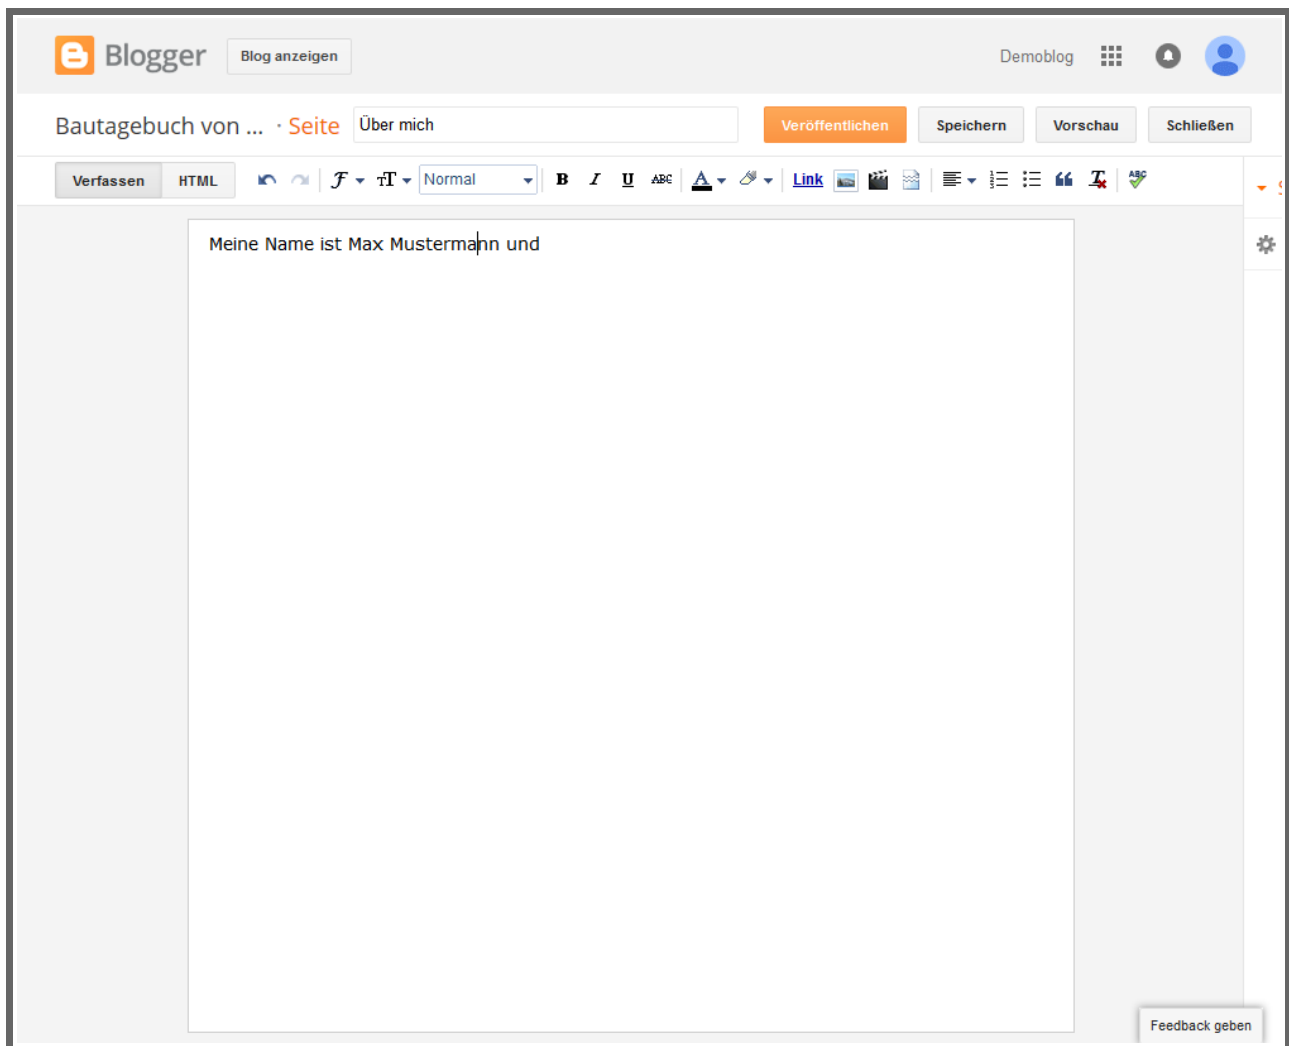 Blogger Blog anzeigen Demoblog
Bautagebuch von ... · Seite Über mich Veröffentlichen Speichern Vorschau Schließen
Verfassen HTML Normal B I U ABC A Link ABC
Meine Name ist Max Mustermann und
Feedback geben